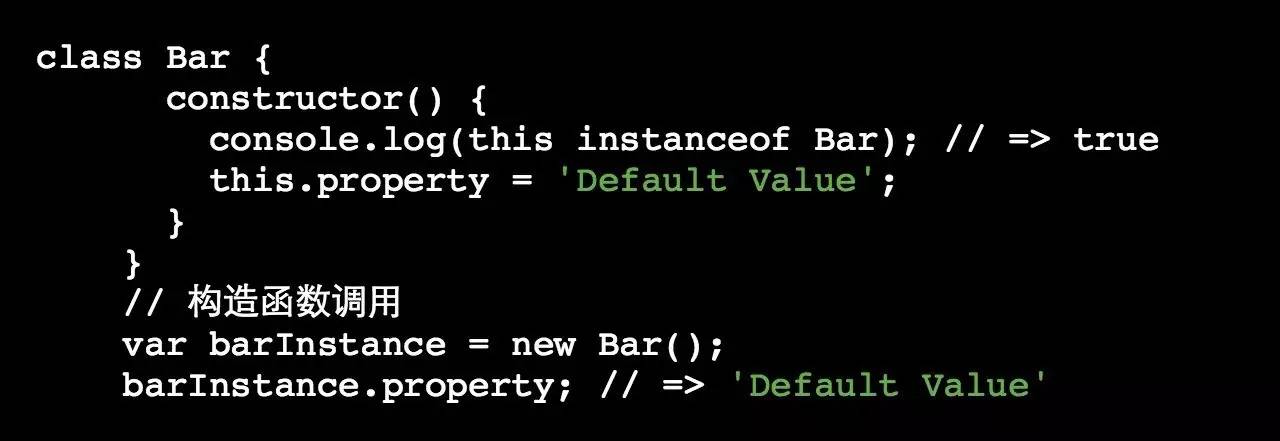 class Bar {
constructor() {
console.log(this instanceof Bar); // => true
this.property = 'Default Value';
}
}
// 构造函数调用
var barInstance = new Bar();
barInstance.property; // => 'Default Value'